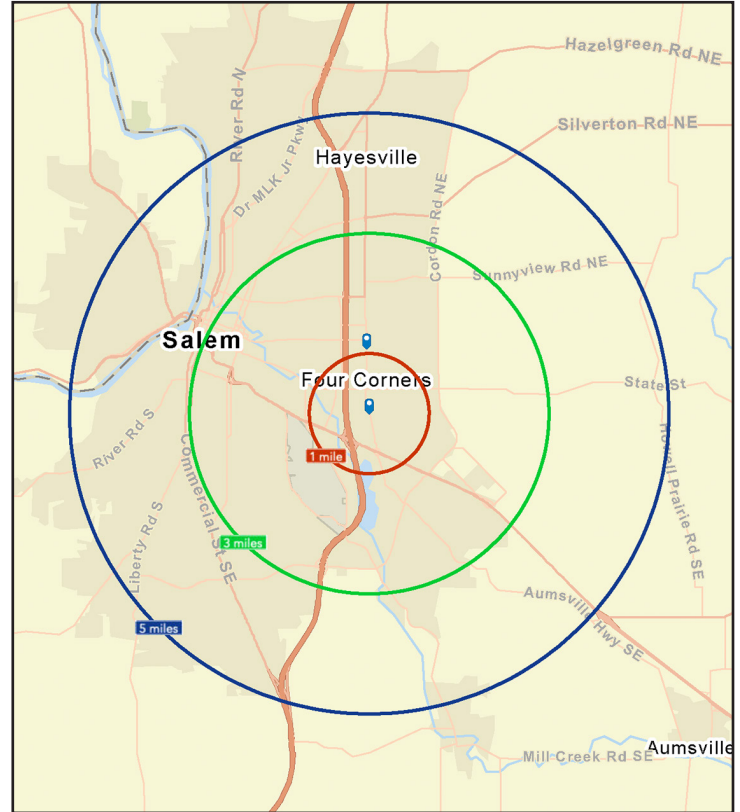 Hazelgreen Rd NE
River Rd N
Silverton Rd NE
Dr MLK Jr Pkwy
Hayesville
Cordon Rd NE
Sunnyview Rd NE
Salem
Four Corners
State St
River Rd S
Commercial St SE
1 mile
Howell Prairie Rd SE
Liberty Rd S
3 miles
Aumsville Hwy SE
5 miles
Aumsville
Mill Creek Rd SE